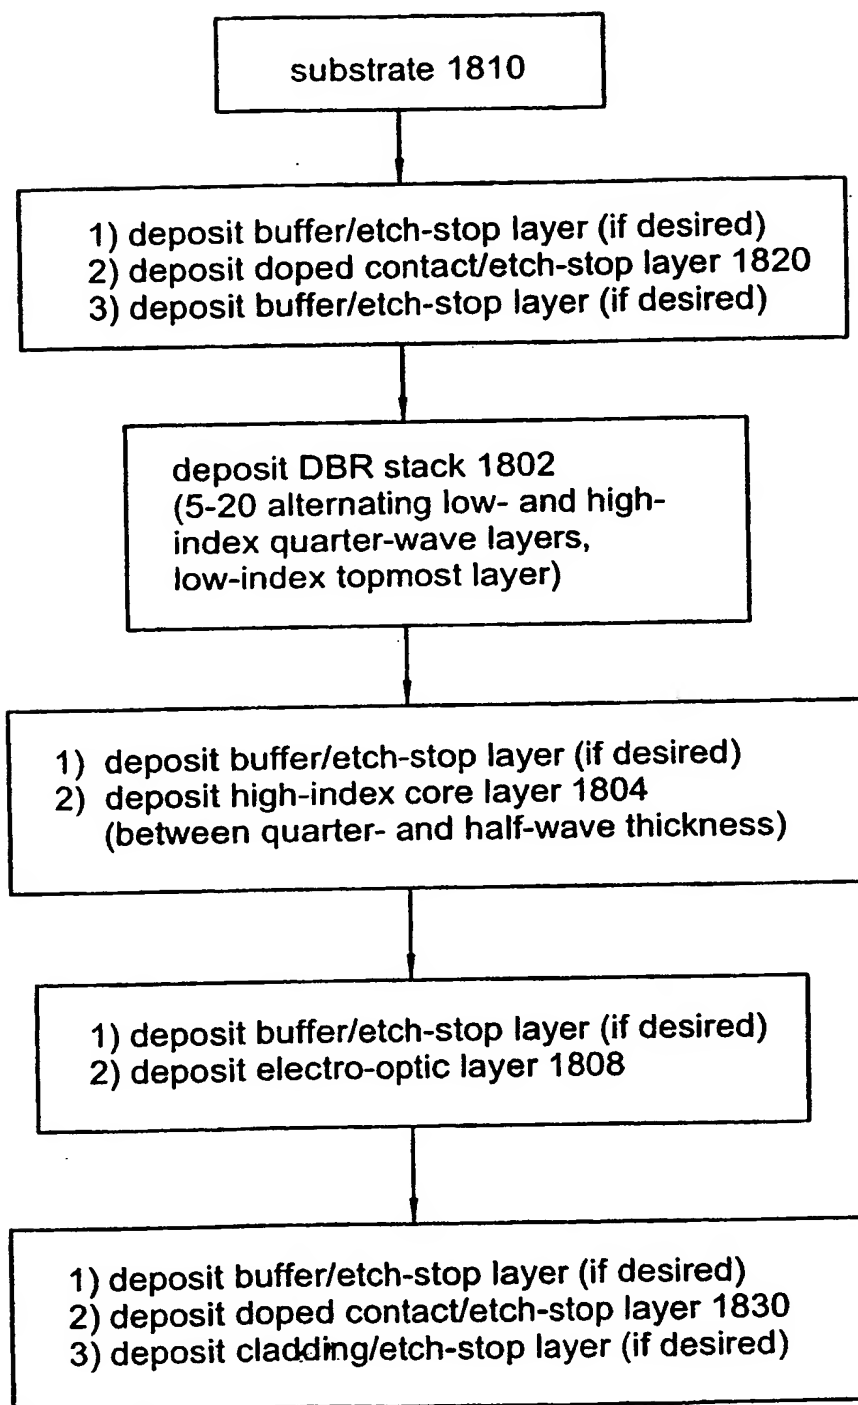 substrate 1810
1) deposit buffer/etch-stop layer (if desired)
2) deposit doped contact/etch-stop layer 1820
3) deposit buffer/etch-stop layer (if desired)
deposit DBR stack 1802
(5-20 alternating low- and high-
index quarter-wave layers,
low-index topmost layer)
1) deposit buffer/etch-stop layer (if desired)
2) deposit high-index core layer 1804
(between quarter- and half-wave thickness)
1) deposit buffer/etch-stop layer (if desired)
2) deposit electro-optic layer 1808
1) deposit buffer/etch-stop layer (if desired)
2) deposit doped contact/etch-stop layer 1830
3) deposit cladding/etch-stop layer (if desired)